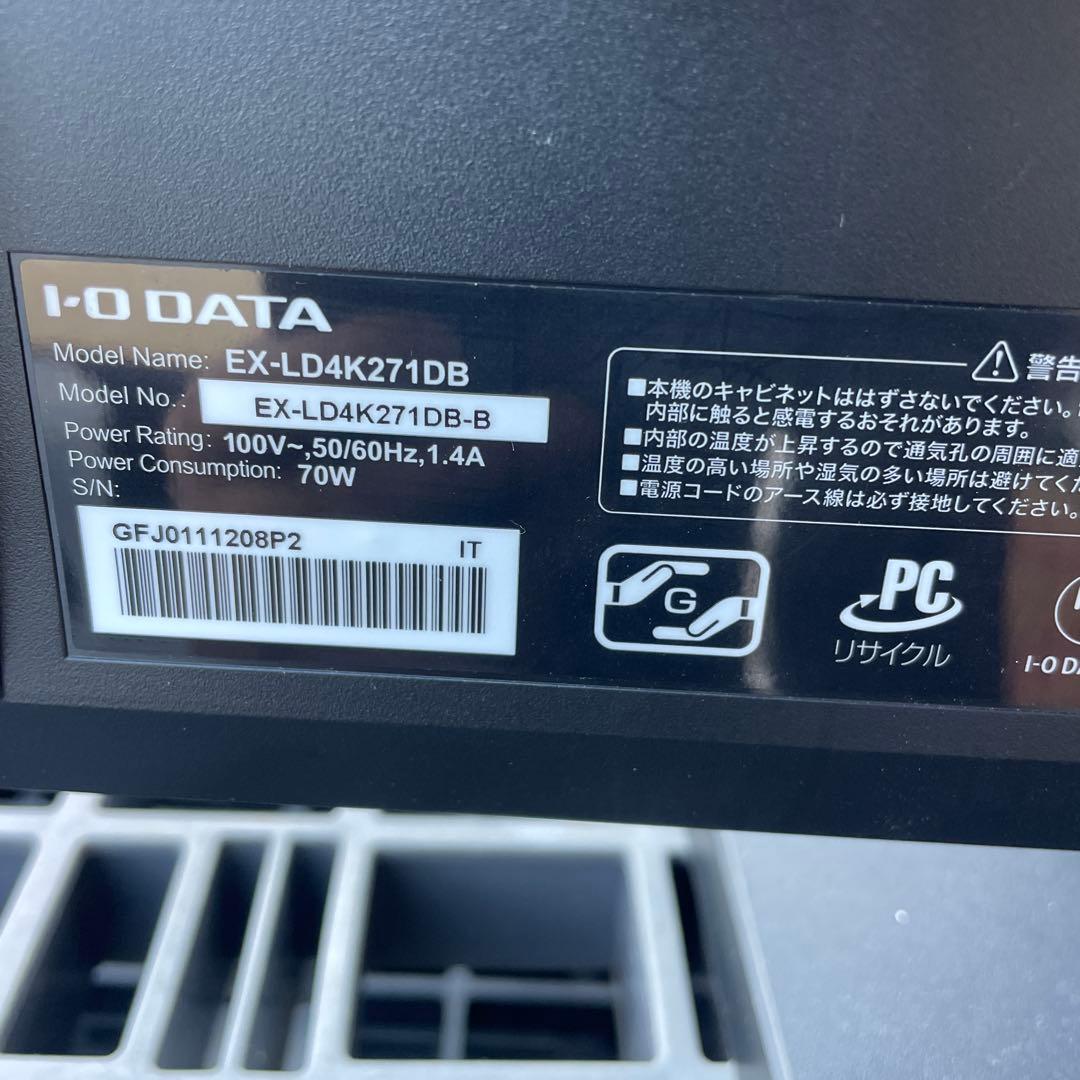 I-O DATA
Model Name: EX-LD4K271DB
Model No.: EX-LD4K271DB-B
Power Rating: 100V~,50/60Hz,1.4A
Power Consumption: 70W
S/N:
GFJ0111208P2 IT
警告
■本機のキャビネットははずさないでください。
内部に触ると感電するおそれがあります。
■内部の温度が上昇するので通気孔の周囲に適
■温度の高い場所や湿気の多い場所は避けてくだ
■電源コードのアース線は必ず接地してください。
G
PC
リサイクル
I-O DA